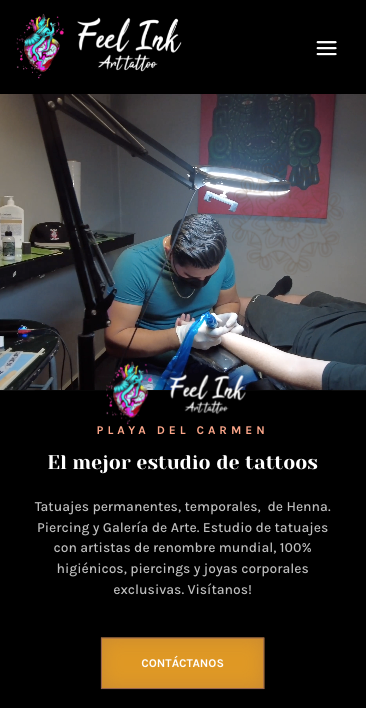 Feel Ink
Art tattoo
Feel Ink
Art tattoo
PLAYA DEL CARMEN
El mejor estudio de tattoos
Tatuajes permanentes, temporales,  de Henna.
Piercing y Galería de Arte. Estudio de tatuajes
con artistas de renombre mundial, 100%
higiénicos, piercings y joyas corporales
exclusivas. Visítanos!
CONTÁCTANOS